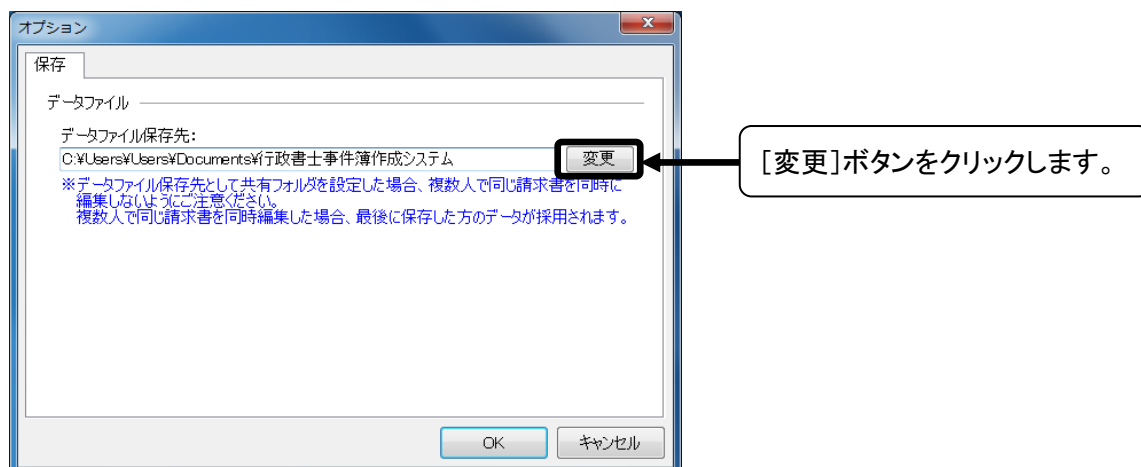 オプション
保存
データファイル
データファイル保存先:
C:¥Users¥Users¥Documents¥行政書士事件簿作成システム
変更
[変更]ボタンをクリックします。
※データファイル保存先として共有フォルダを設定した場合、複数人で同じ請求書を同時に
編集しないようにご注意ください。
複数人で同じ請求書を同時編集した場合、最後に保存した方のデータが採用されます。
OK
キャンセル